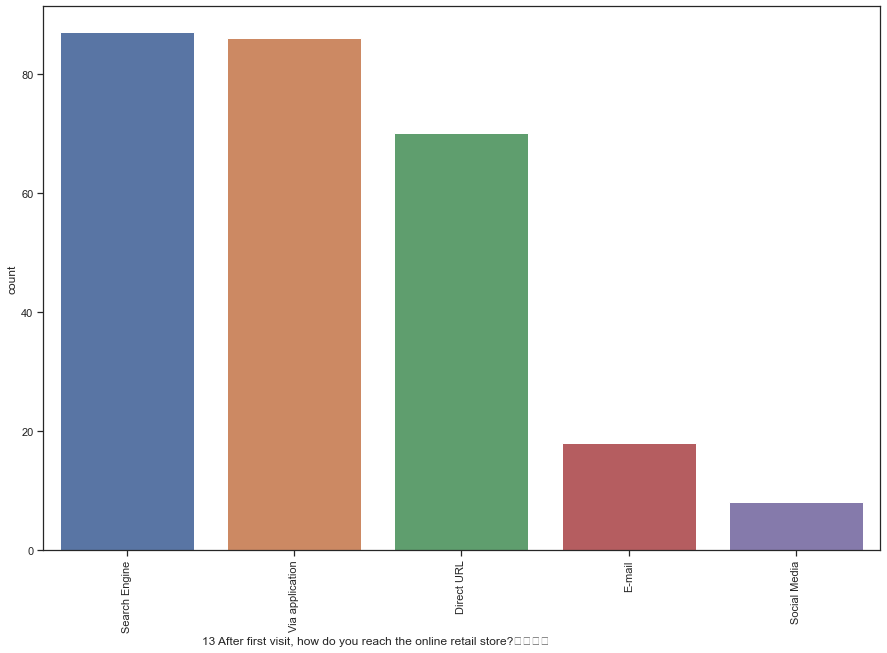 80
60
40
20
0
count
Search Engine
Via application
Direct URL
E-mail
Social Media
13 After first visit, how do you reach the online retail store?